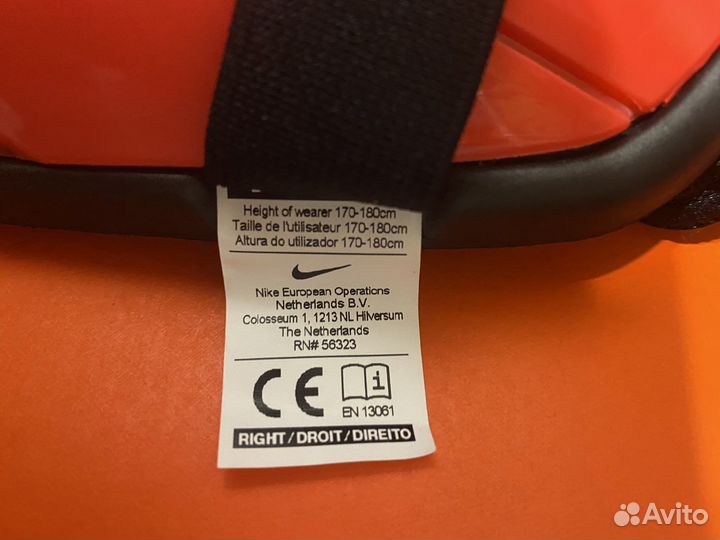 Height of wearer 170-180cm
Taille de l'utilisateur 170-180cm
Altura do utilizador 170-180cm
Nike European Operations
Netherlands B.V.
Colosseum 1, 1213 NL Hilversum
The Netherlands
RN# 56323
CE
i
EN 13061
RIGHT/DROIT/DIREITO
Avito